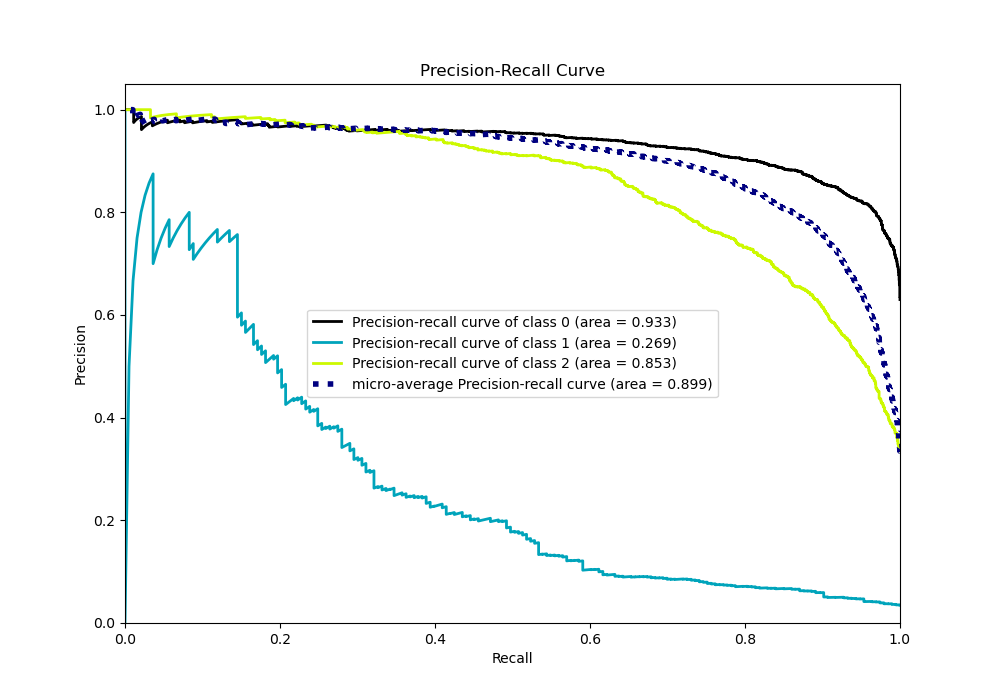 Precision-Recall Curve
1.0
0.8
0.6
0.4
0.2
0.0
Precision
Precision-recall curve of class 0 (area = 0.933)
Precision-recall curve of class 1 (area = 0.269)
Precision-recall curve of class 2 (area = 0.853)
micro-average Precision-recall curve (area = 0.899)
0.0 0.2 0.4 0.6 0.8 1.0
Recall